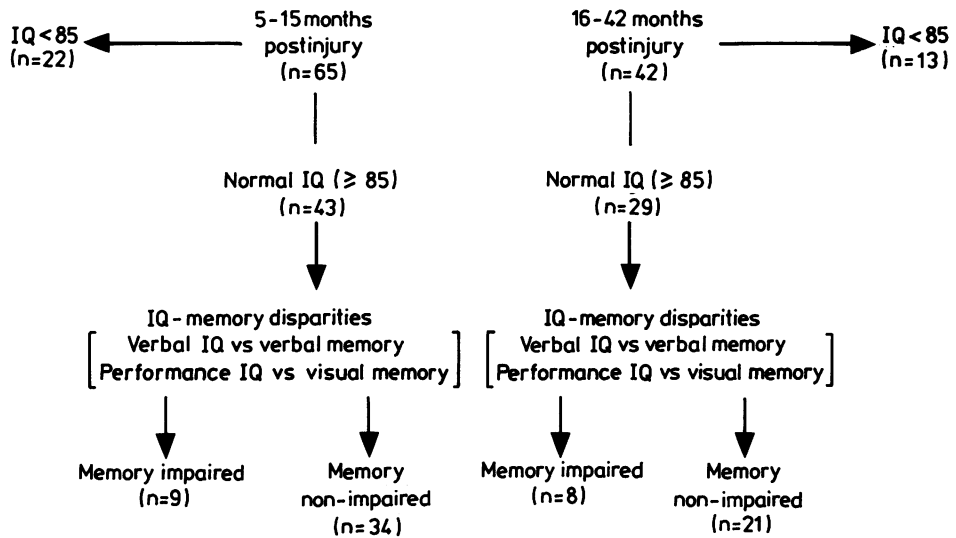 5-15 months
postinjury
(n=65)
IQ<85
(n=22)
Normal IQ (≥ 85)
(n=43)
IQ-memory disparities
Verbal IQ vs verbal memory
Performance IQ vs visual memory
Memory impaired
(n=9)
Memory
non-impaired
(n=34)
16-42 months
postinjury
(n=42)
IQ<85
(n=13)
Normal IQ (≥ 85)
(n=29)
IQ-memory disparities
Verbal IQ vs verbal memory
Performance IQ vs visual memory
Memory impaired
(n=8)
Memory
non-impaired
(n=21)